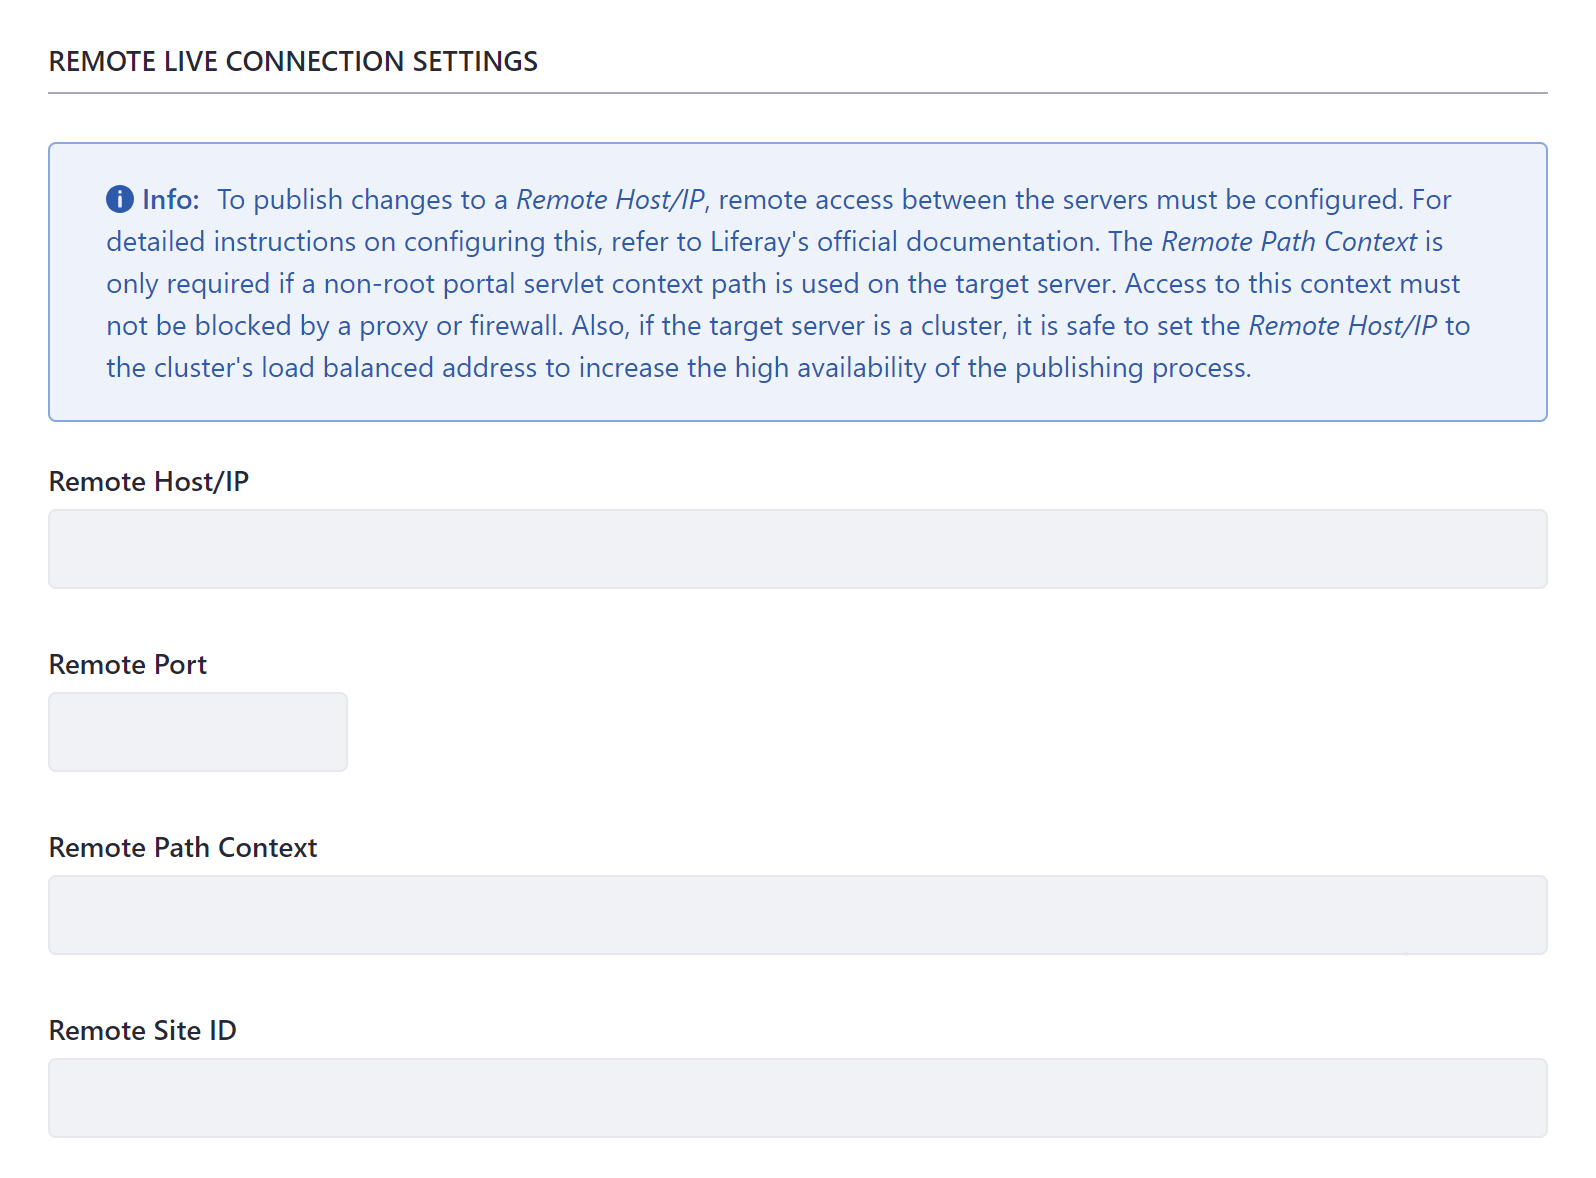 REMOTE LIVE CONNECTION SETTINGS
Info: To publish changes to a Remote Host/IP, remote access between the servers must be configured. For
detailed instructions on configuring this, refer to Liferay's official documentation. The Remote Path Context is
only required if a non-root portal servlet context path is used on the target server. Access to this context must
not be blocked by a proxy or firewall. Also, if the target server is a cluster, it is safe to set the Remote Host/IP to
the cluster's load balanced address to increase the high availability of the publishing process.
Remote Host/IP
Remote Port
Remote Path Context
Remote Site ID